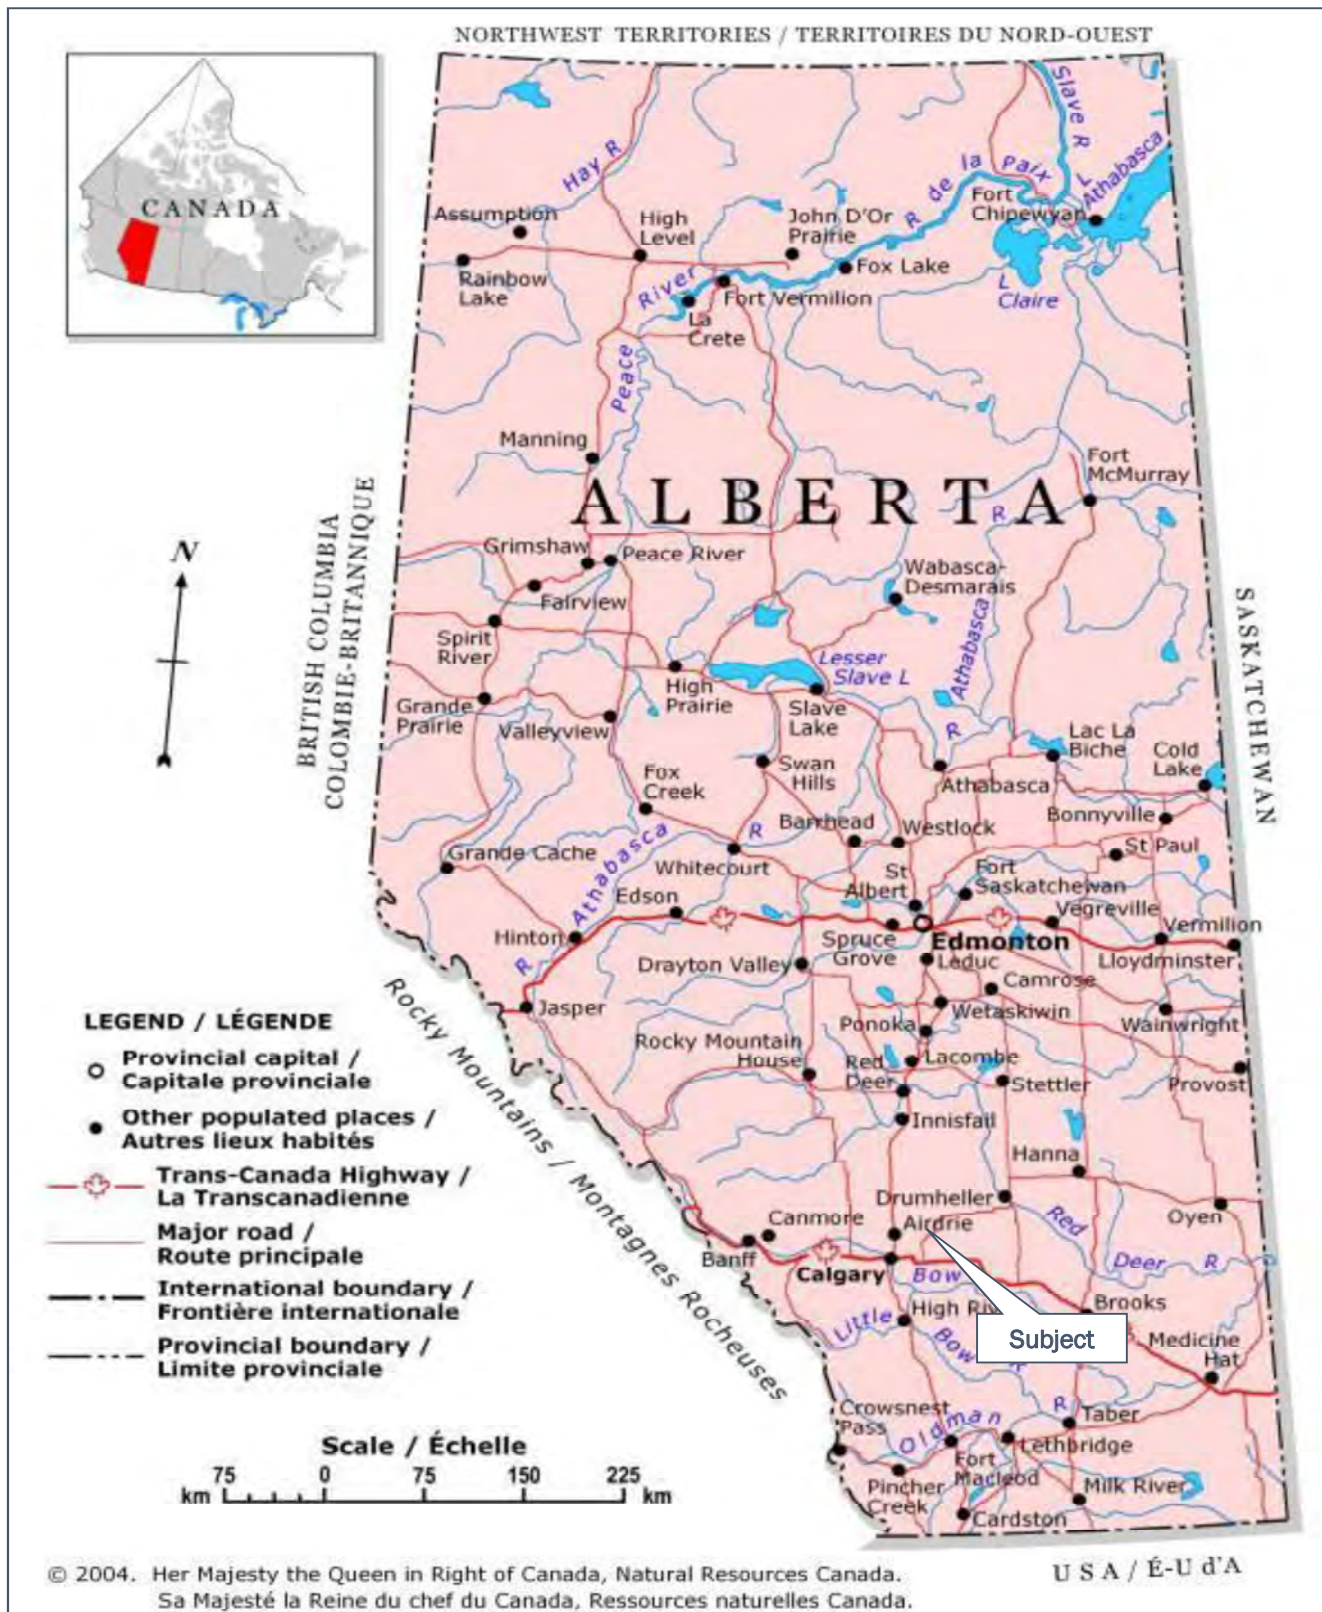 NORTHWEST TERRITORIES / TERRITOIRES DU NORD-OUEST
CANADA
Slave R
Hay R
R de la Paix
L Athabasca
Fort
Chipewyan
Assumption
High
Level
John D'Or
Prairie
Fox Lake
Rainbow
Lake
River
Fort Vermilion
L
Claire
La
Crete
Peace
Manning
Fort
McMurray
ALBERTA
R
BRITISH COLUMBIA
COLOMBIE-BRITANNIQUE
N
Grimshaw
Peace River
Wabasca-
Desmarais
Fairview
SASKATCHEWAN
Athabasca
Spirit
River
Lesser
Slave L
High
Prairie
Grande
Prairie
Valleyview
Slave
Lake
R
Lac La
Biche
Cold
Lake
Swan
Hills
Fox
Creek
Athabasca
Bonnyville
Barrhead
Westlock
R
St Paul
Grande Cache
Whitecourt
Athabasca
St
Albert
Fort
Saskatchewan
Edson
Vegreville
Vermilion
Hinton
Spruce
Grove
Edmonton
Lloydminster
R
Drayton Valley
Leduc
Camrose
Jasper
Wetaskiwin
Wainwright
Ponoka
Rocky Mountain
House
Red
Deer
Lacombe
Stettler
Provost
Innisfail
Rocky Mountains / Montagnes Rocheuses
Hanna
Drumheller
Oyen
Canmore
Airdrie
Red
Deer R
Banff
Calgary
Bow
High Riv
Brooks
Little
Bow
R
Subject
Medicine
Hat
Crowsnest
Pass
Oldman
R
Taber
Lethbridge
Fort
Macleod
Pincher
Creek
Milk River
Cardston
USA / É-U d'A
LEGEND / LÉGENDE
Provincial capital /
Capitale provinciale
Other populated places /
Autres lieux habités
Trans-Canada Highway /
La Transcanadienne
Major road /
Route principale
International boundary /
Frontière internationale
Provincial boundary /
Limite provinciale
Scale / Échelle
75 0 75 150 225
km km
© 2004. Her Majesty the Queen in Right of Canada, Natural Resources Canada.
Sa Majesté la Reine du chef du Canada, Ressources naturelles Canada.